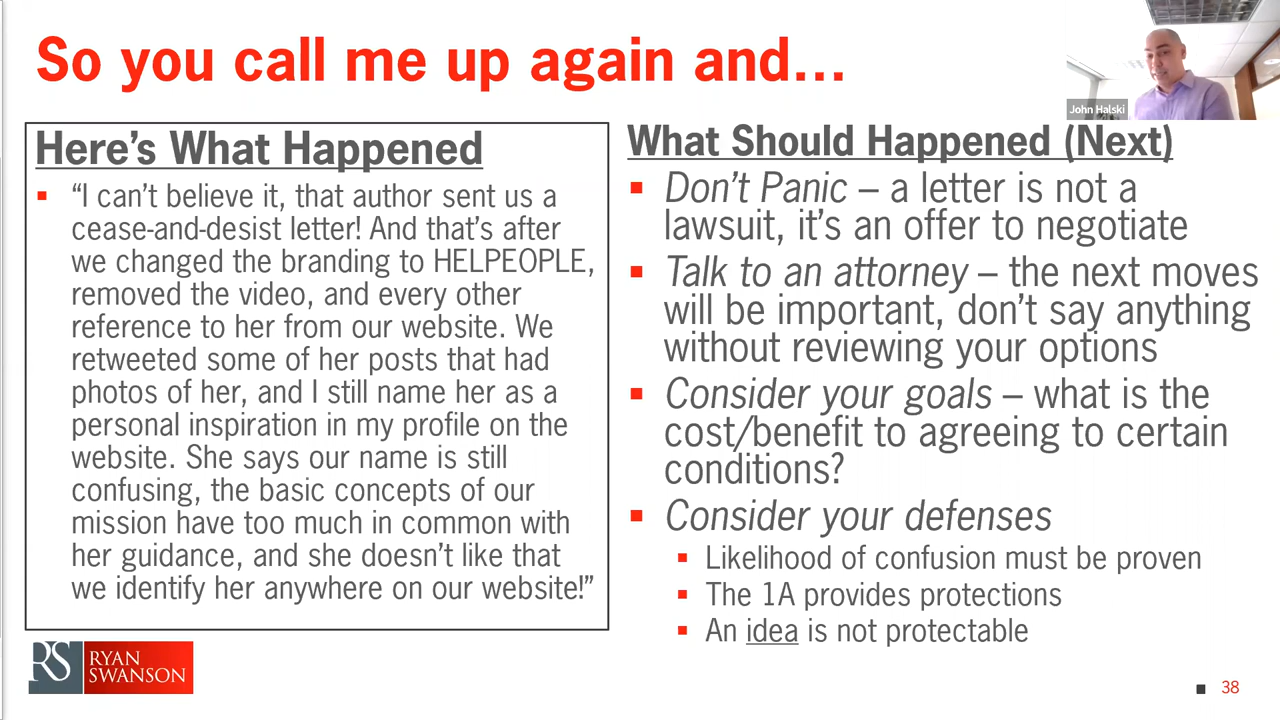 So you call me up again and…
John Halski
Here's What Happened
▪ “I can't believe it, that author sent us a
cease-and-desist letter! And that's after
we changed the branding to HELPEOPLE,
removed the video, and every other
reference to her from our website. We
retweeted some of her posts that had
photos of her, and I still name her as a
personal inspiration in my profile on the
website. She says our name is still
confusing, the basic concepts of our
mission have too much in common with
her guidance, and she doesn't like that
we identify her anywhere on our website!”
What Should Happened (Next)
▪ Don't Panic – a letter is not a
lawsuit, it's an offer to negotiate
▪ Talk to an attorney – the next moves
will be important, don't say anything
without reviewing your options
▪ Consider your goals – what is the
cost/benefit to agreeing to certain
conditions?
▪ Consider your defenses
▪ Likelihood of confusion must be proven
▪ The 1A provides protections
▪ An idea is not protectable
RS
RYAN
SWANSON
▪ 38